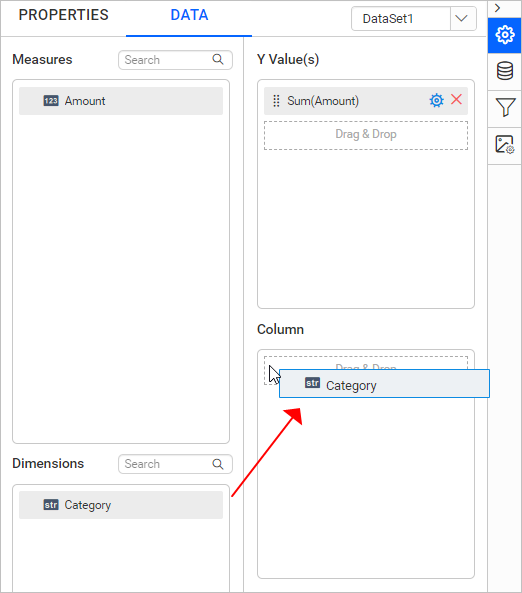 PROPERTIES
DATA
DataSet1
Measures
Search
123 Amount
Dimensions
Search
str Category
Y Value(s)
Sum(Amount)
Drag & Drop
Column
Drag & Drop
str Category